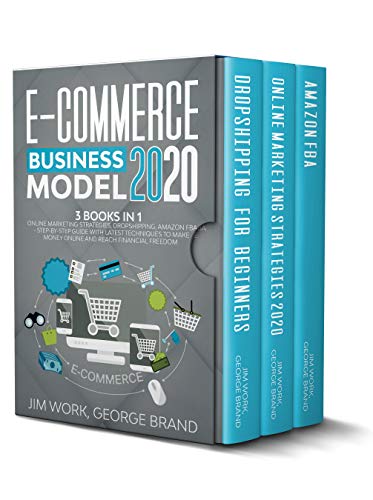 E-COMMERCE
BUSINESS
MODEL 2020
3 BOOKS IN 1
ONLINE MARKETING STRATEGIES, DROPSHIPPING, AMAZON FBA
- STEP-BY-STEP GUIDE WITH LATEST TECHNIQUES TO MAKE
MONEY ONLINE AND REACH FINANCIAL FREEDOM
E-COMMERCE
JIM WORK, GEORGE BRAND
DROPSHIPPING FOR BEGINNERS
JIM WORK,
GEORGE BRAND
ONLINE MARKETING STRATEGIES 2020
JIM WORK,
GEORGE BRAND
AMAZON FBA
JIM WORK,
GEORGE BRAND